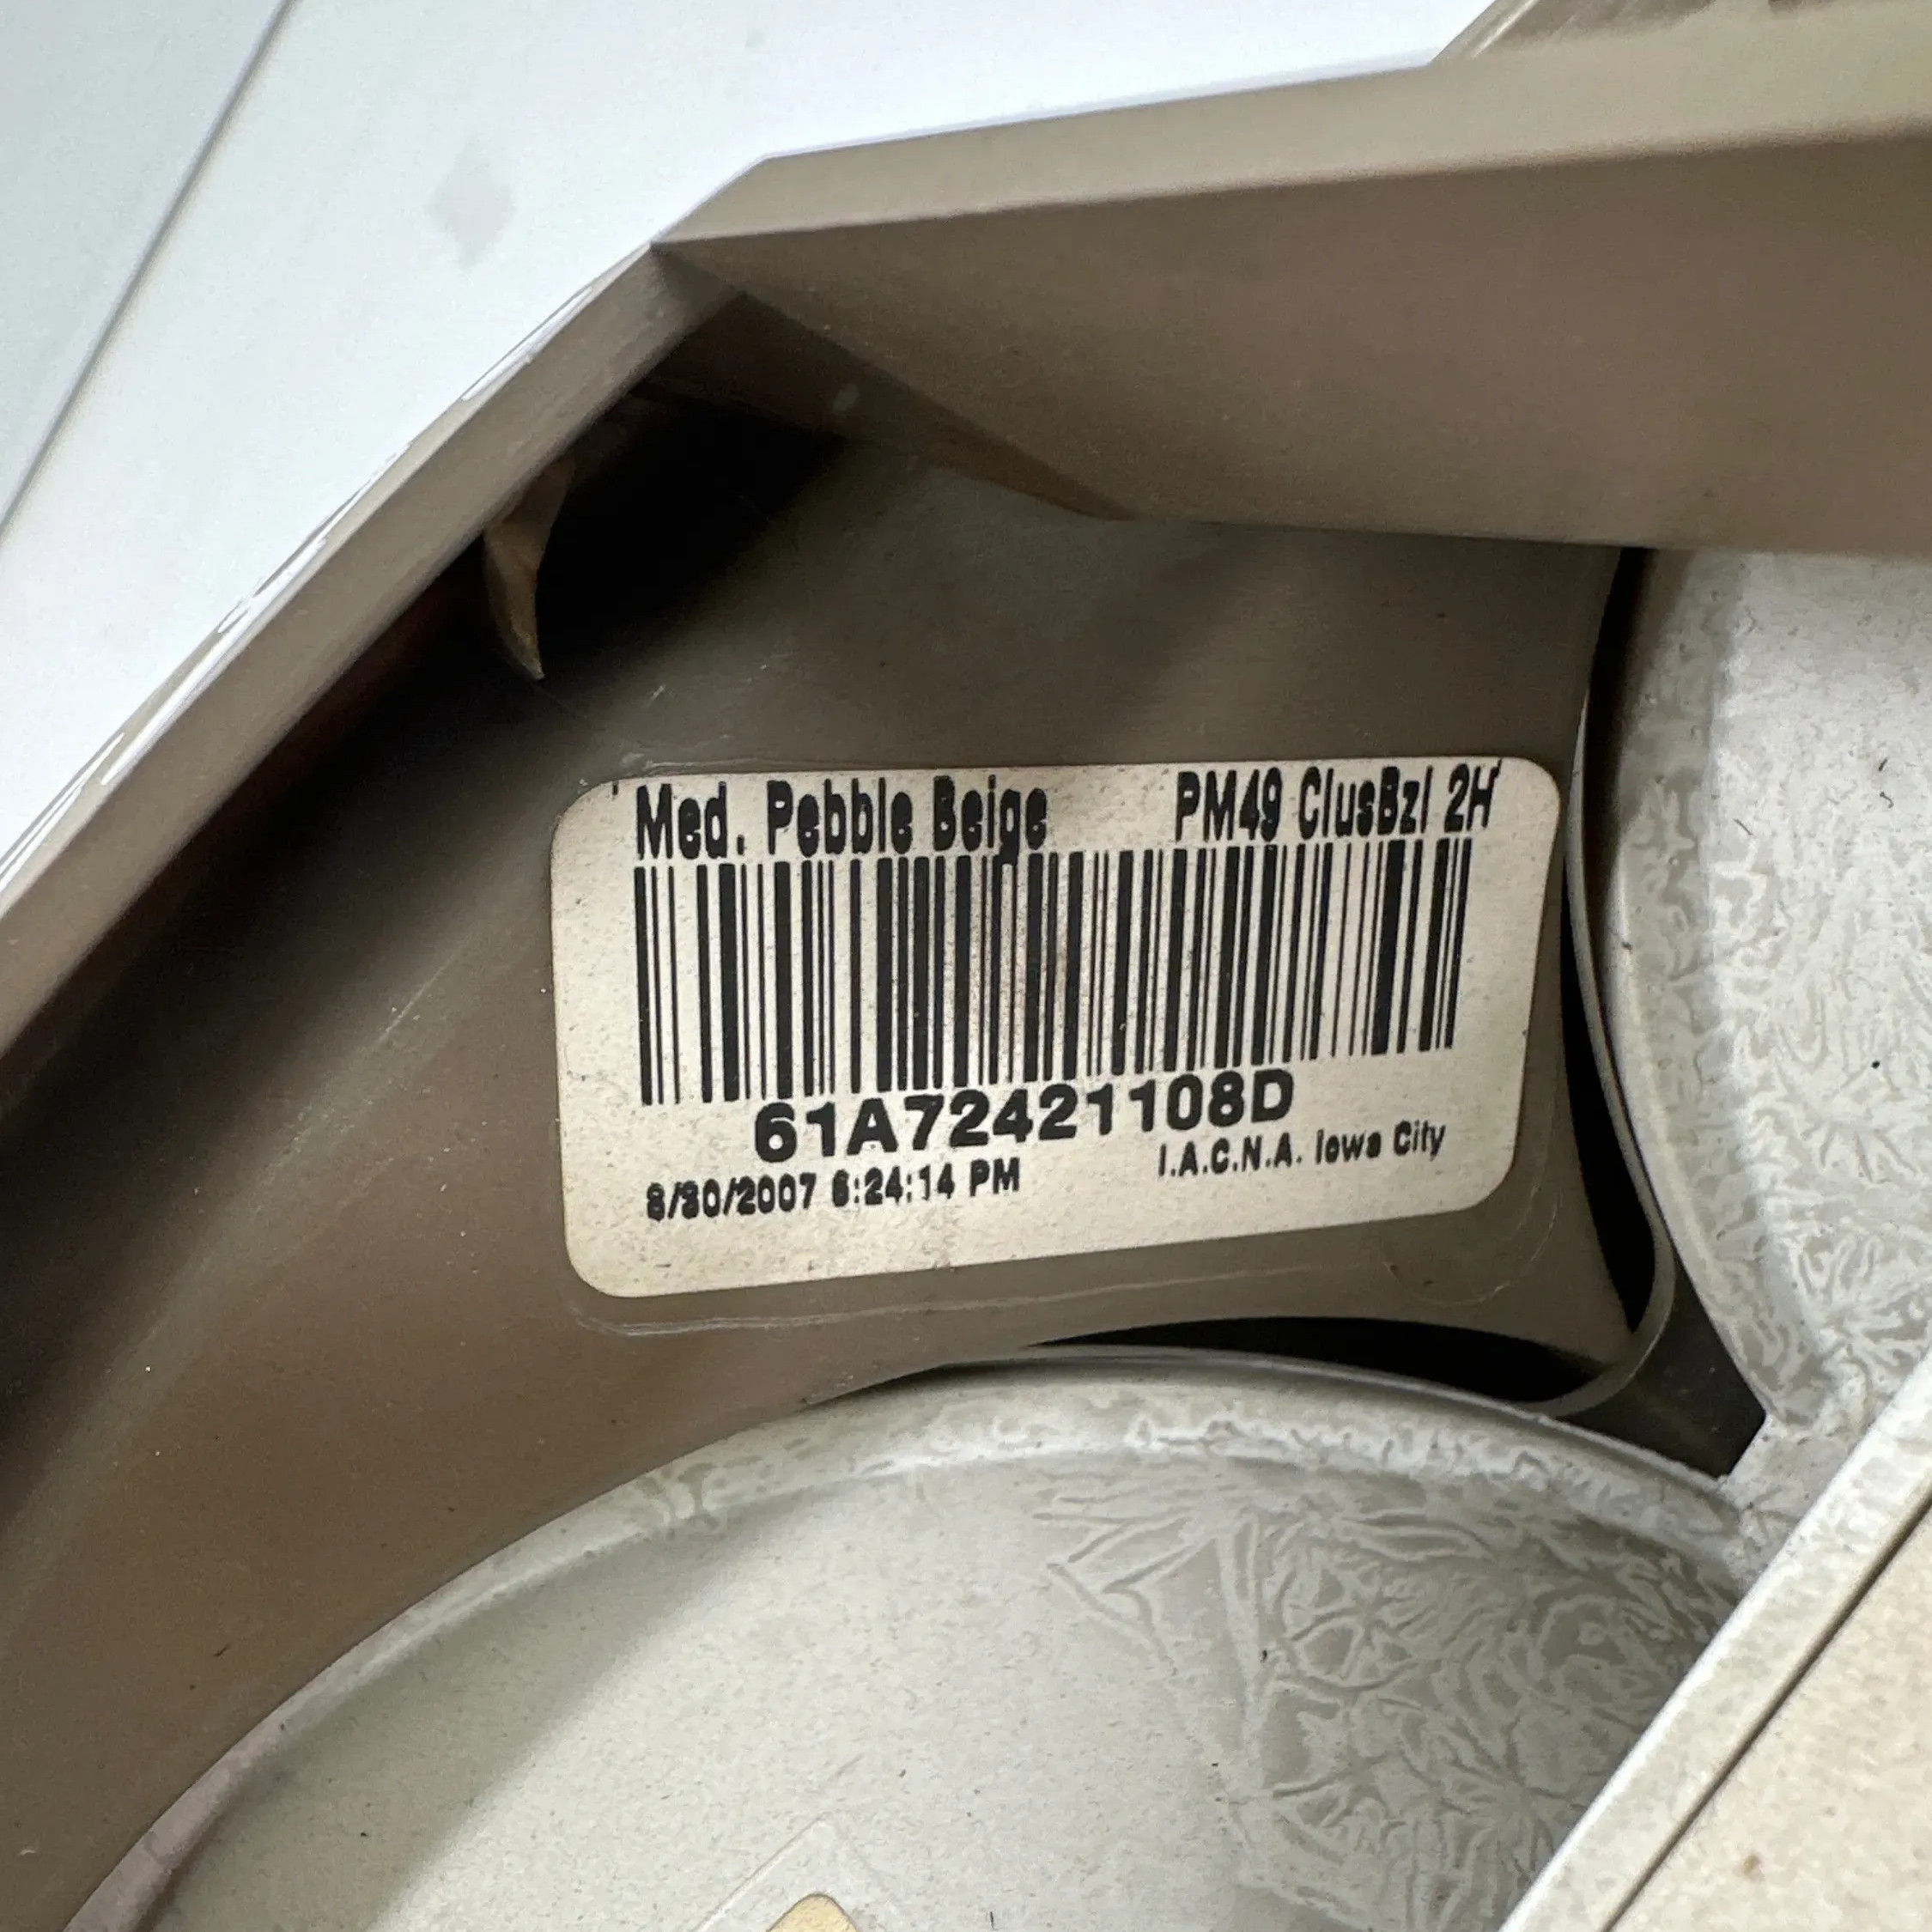 Med. Pebble Beige PM49 ClusBzl 2H
61A72421108D
8/30/2007 6:24:14 PM I.A.C.N.A. Iowa City